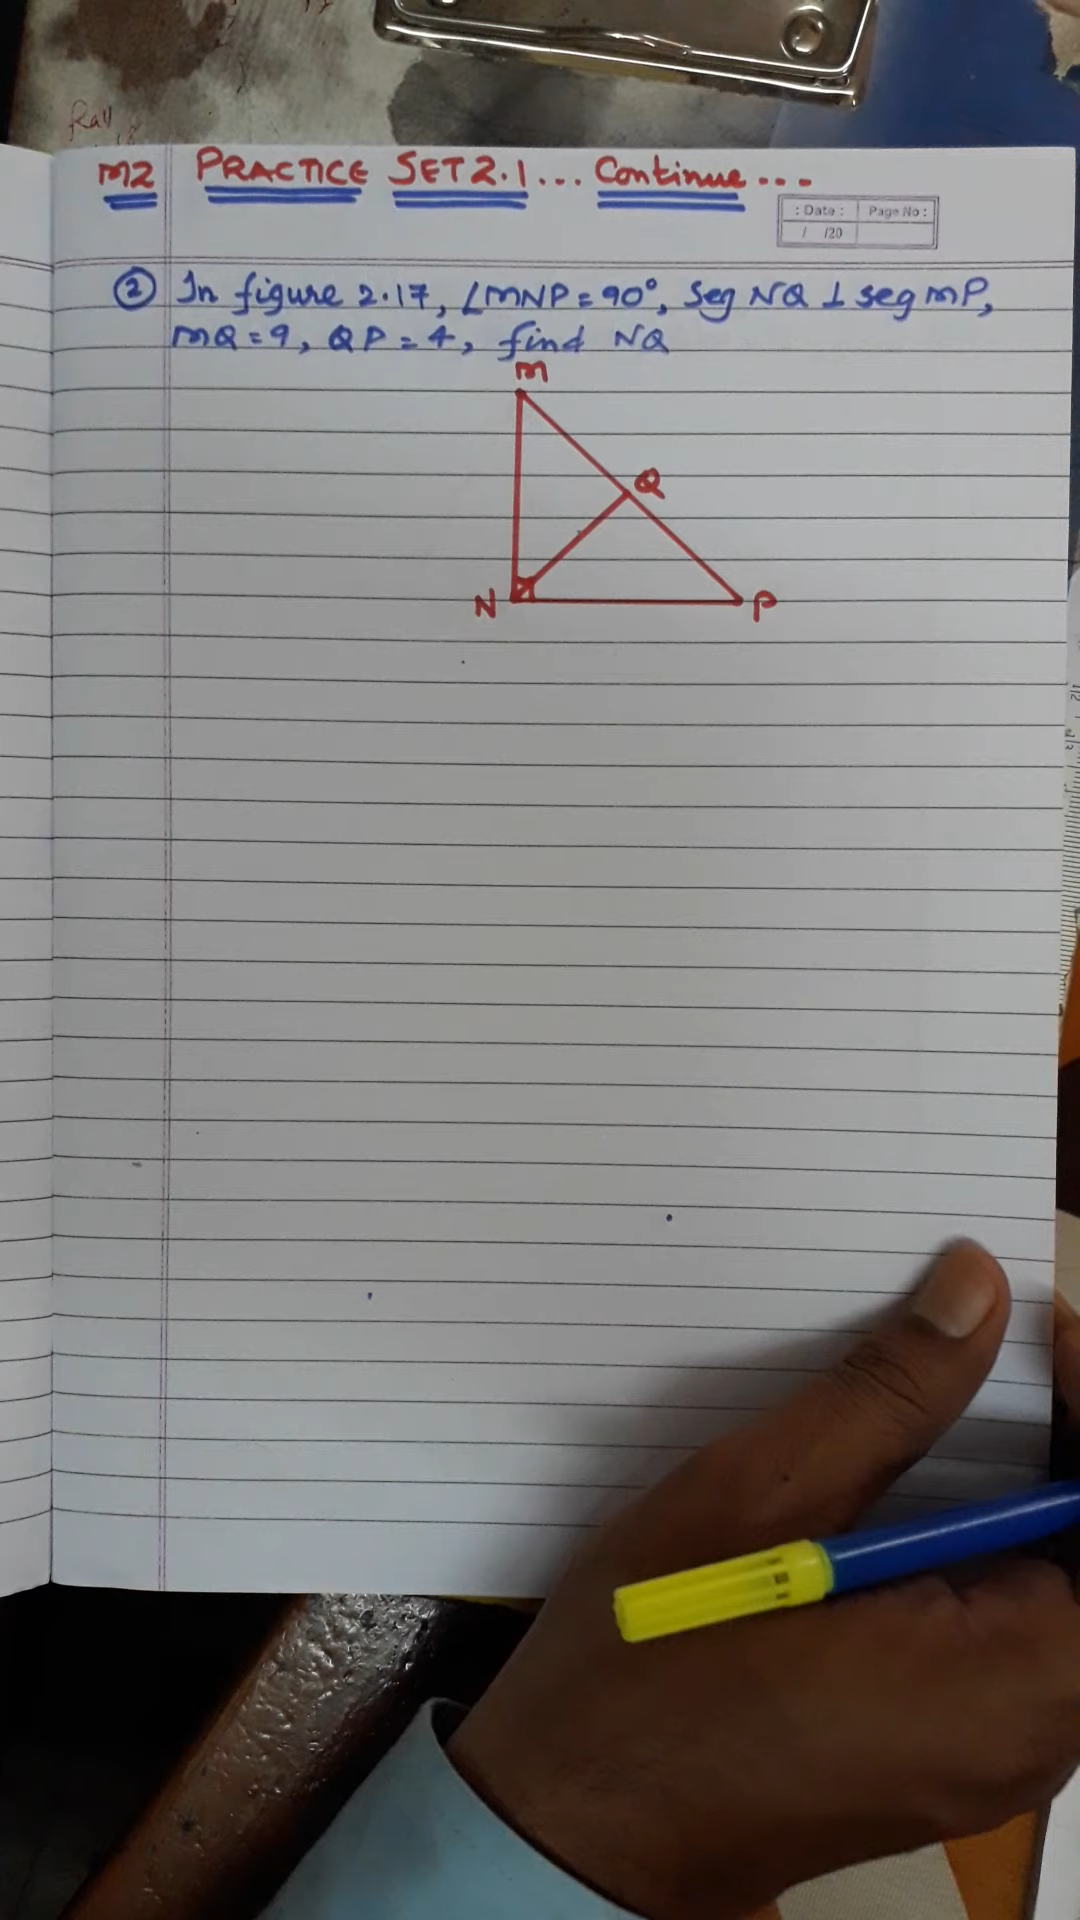 Rav
M2 PRACTICE SET 2.1... Continue...
: Date : Page No :
/ /20
② In figure 2.17, ∠MNP = 90°, Seg NQ ⊥ seg MP,
MQ = 9, QP = 4, find NQ
M
Q
N P